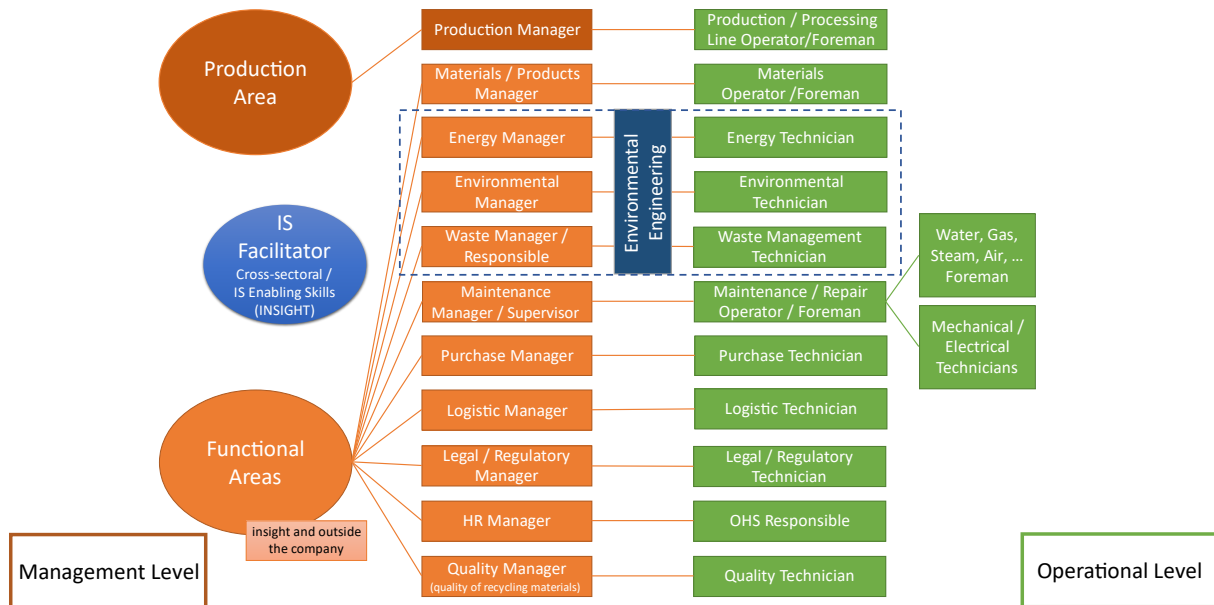 Production
Area
IS
Facilitator
Cross-sectoral /
IS Enabling Skills
(INSIGHT)
Functional
Areas
insight and outside
the company
Management Level
Production Manager
Materials / Products
Manager
Energy Manager
Environmental
Manager
Waste Manager /
Responsible
Maintenance
Manager / Supervisor
Purchase Manager
Logistic Manager
Legal / Regulatory
Manager
HR Manager
Quality Manager
(quality of recycling materials)
Environmental
Engineering
Production / Processing
Line Operator/Foreman
Materials
Operator /Foreman
Energy Technician
Environmental
Technician
Waste Management
Technician
Maintenance / Repair
Operator / Foreman
Purchase Technician
Logistic Technician
Legal / Regulatory
Technician
OHS Responsible
Quality Technician
Water, Gas,
Steam, Air, ...
Foreman
Mechanical /
Electrical
Technicians
Operational Level